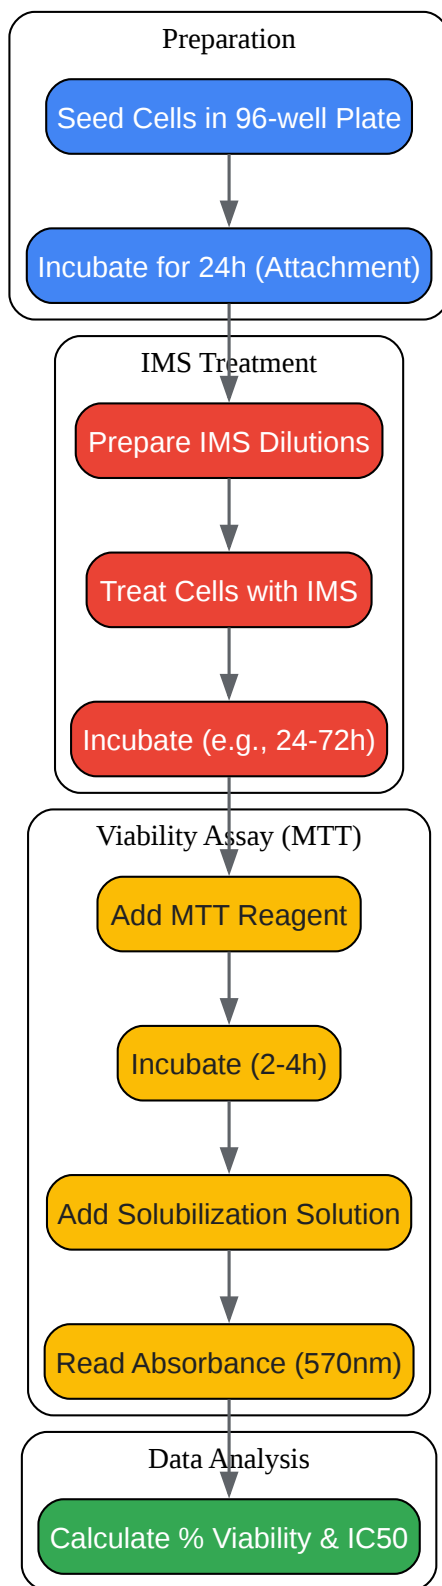 Preparation
Seed Cells in 96-well Plate
Incubate for 24h (Attachment)
IMS Treatment
Prepare IMS Dilutions
Treat Cells with IMS
Incubate (e.g., 24-72h)
Viability Assay (MTT)
Add MTT Reagent
Incubate (2-4h)
Add Solubilization Solution
Read Absorbance (570nm)
Data Analysis
Calculate % Viability & IC50